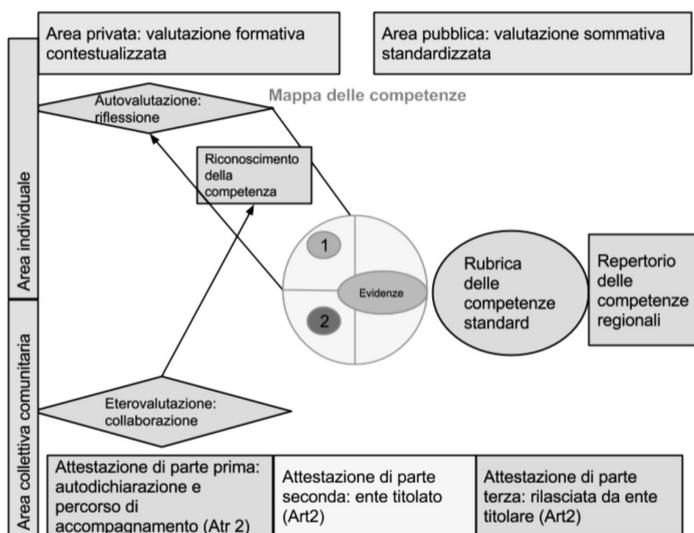 Area privata: valutazione formativa
contestualizzata
Area pubblica: valutazione sommativa
standardizzata
Autovalutazione:
riflessione
Mappa delle competenze
Riconoscimento
della
competenza
Area individuale
1
Evidenze
2
Rubrica
delle
competenze
standard
Repertorio
delle
competenze
regionali
Area collettiva comunitaria
Eterovalutazione:
collaborazione
Attestazione di parte prima:
autodichiarazione e
percorso di
accompagnamento (Atr 2)
Attestazione di parte
seconda: ente titolato
(Art2)
Attestazione di parte
terza: rilasciata da ente
titolare (Art2)